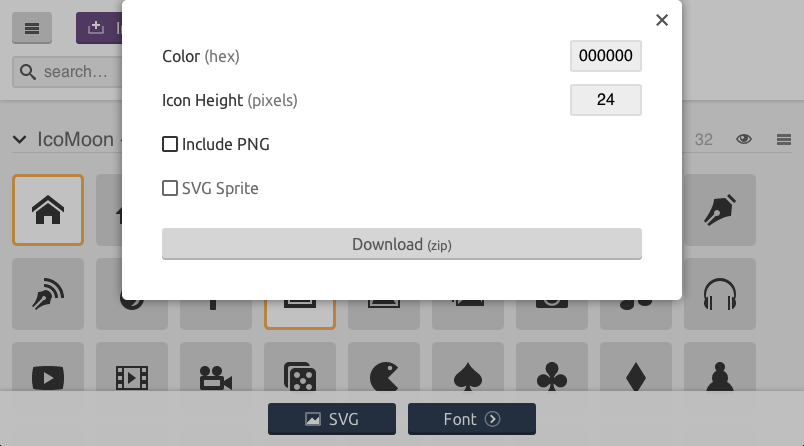 Color (hex)
000000
Icon Height (pixels)
24
Include PNG
SVG Sprite
Download (zip)
search...
IcoMoon
32
SVG
Font